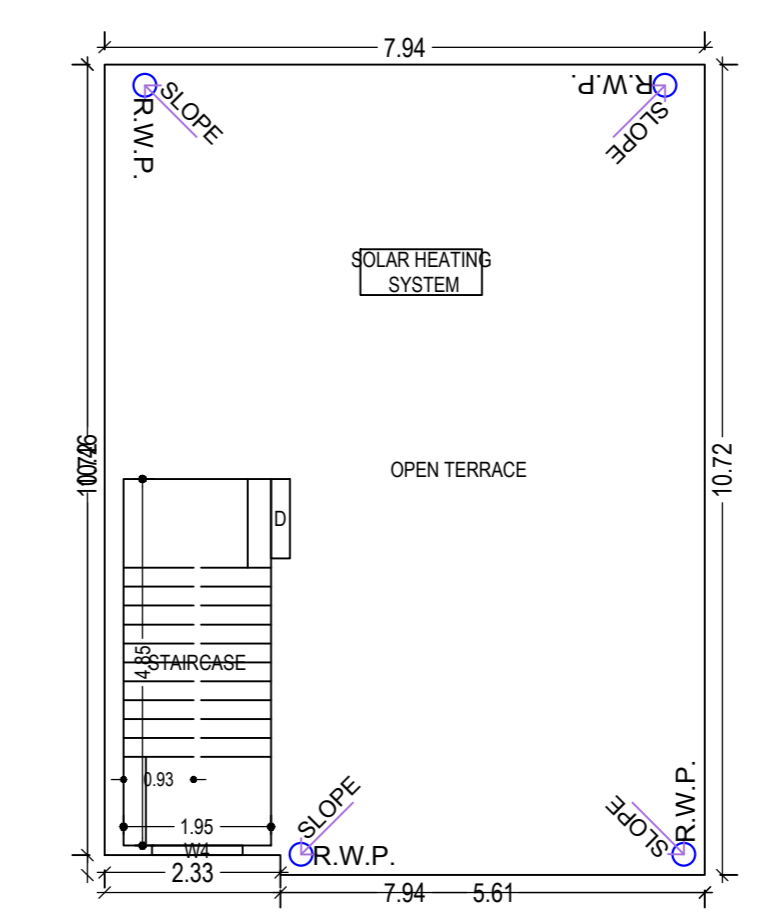 7.94
SLOPE
R.W.P.
R.W.P.
SLOPE
SOLAR HEATING
SYSTEM
10.72
OPEN TERRACE
D
4.85
STAIRCASE
0.93
1.95
W4
SLOPE
R.W.P.
SLOPE
R.W.P.
2.33
7.94
5.61